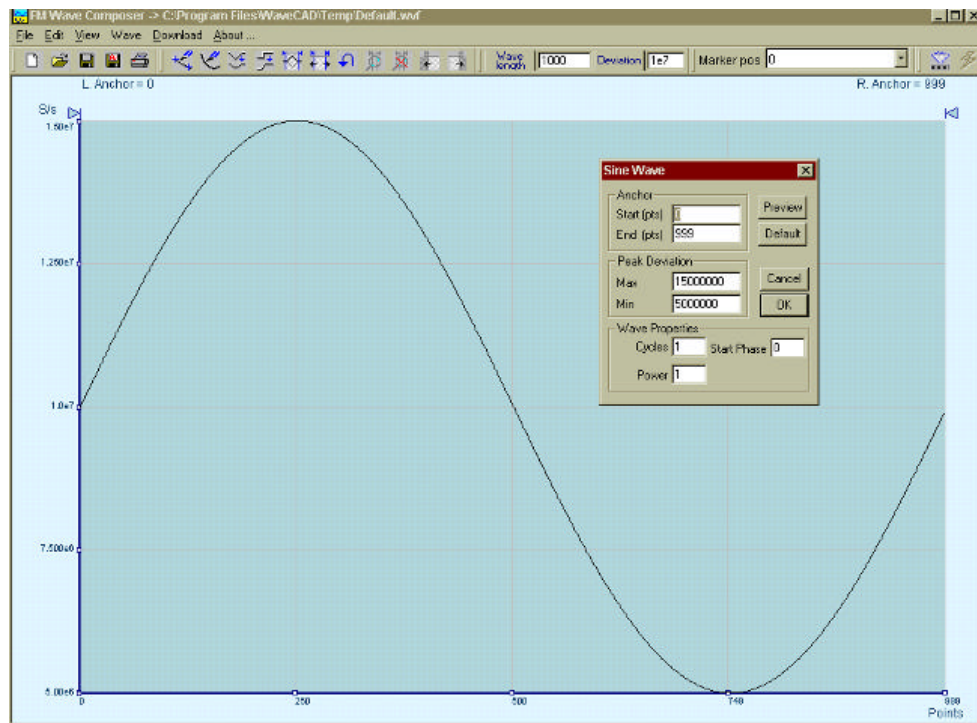 FM Wave Composer -> C:\Program Files\WaveCAD\Temp\Default.wvf
File Edit View Wave Download About ...
Wave length 1000 Deviation 1e7 Marker pos 0
L. Anchor = 0 R. Anchor = 999
S/s
1.50e7
1.250e7
1.0e7
7.500e6
5.00e6
0 250 500 749 999
Points
Sine Wave
Anchor
Start (pts) 0
End (pts) 999
Preview
Default
Peak Deviation
Max 15000000
Min 5000000
Cancel
OK
Wave Properties
Cycles 1 Start Phase 0
Power 1